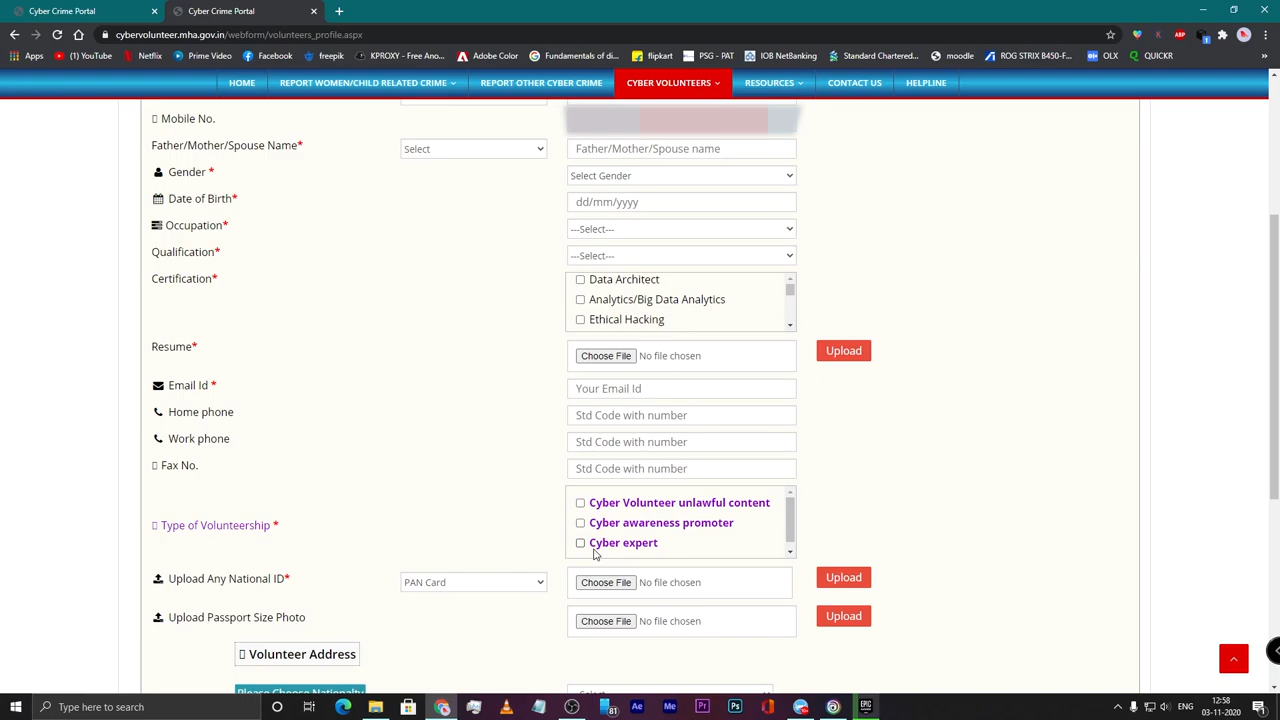 Cyber Crime Portal
Cyber Crime Portal
cybervolunteer.mha.gov.in/webform/volunteers_profile.aspx
Apps Netflix Prime Video Facebook freepik KPROXY — Free Eng... Adobe Color Fundamentals of di... flipkart PSG - PAT IOB NetBanking Standard Chartered... moodle ROG STRIX B450-F... OLX QUICKR
HOME REPORT WOMEN/CHILD RELATED CRIME REPORT OTHER CYBER CRIME CYBER VOLUNTEERS RESOURCES CONTACT US HELPLINE
Mobile No.
Father/Mother/Spouse Name* Select Father/Mother/Spouse name
Gender * Select Gender
Date of Birth* dd/mm/yyyy
Occupation* ---Select---
Qualification* ---Select---
Certification* Data Architect
Analytics/Big Data Analytics
Ethical Hacking
Resume* Choose File No file chosen Upload
Email Id * Your Email Id
Home phone Std Code with number
Work phone Std Code with number
Fax No. Std Code with number
Cyber Volunteer unlawful content
Type of Volunteership * Cyber awareness promoter
Cyber expert
Upload Any National ID* PAN Card Choose File No file chosen Upload
Upload Passport Size Photo Choose File No file chosen Upload
Volunteer Address
Please Choose Nationalty
Type here to search 81 EPIC ENG 12:58
03-11-2020